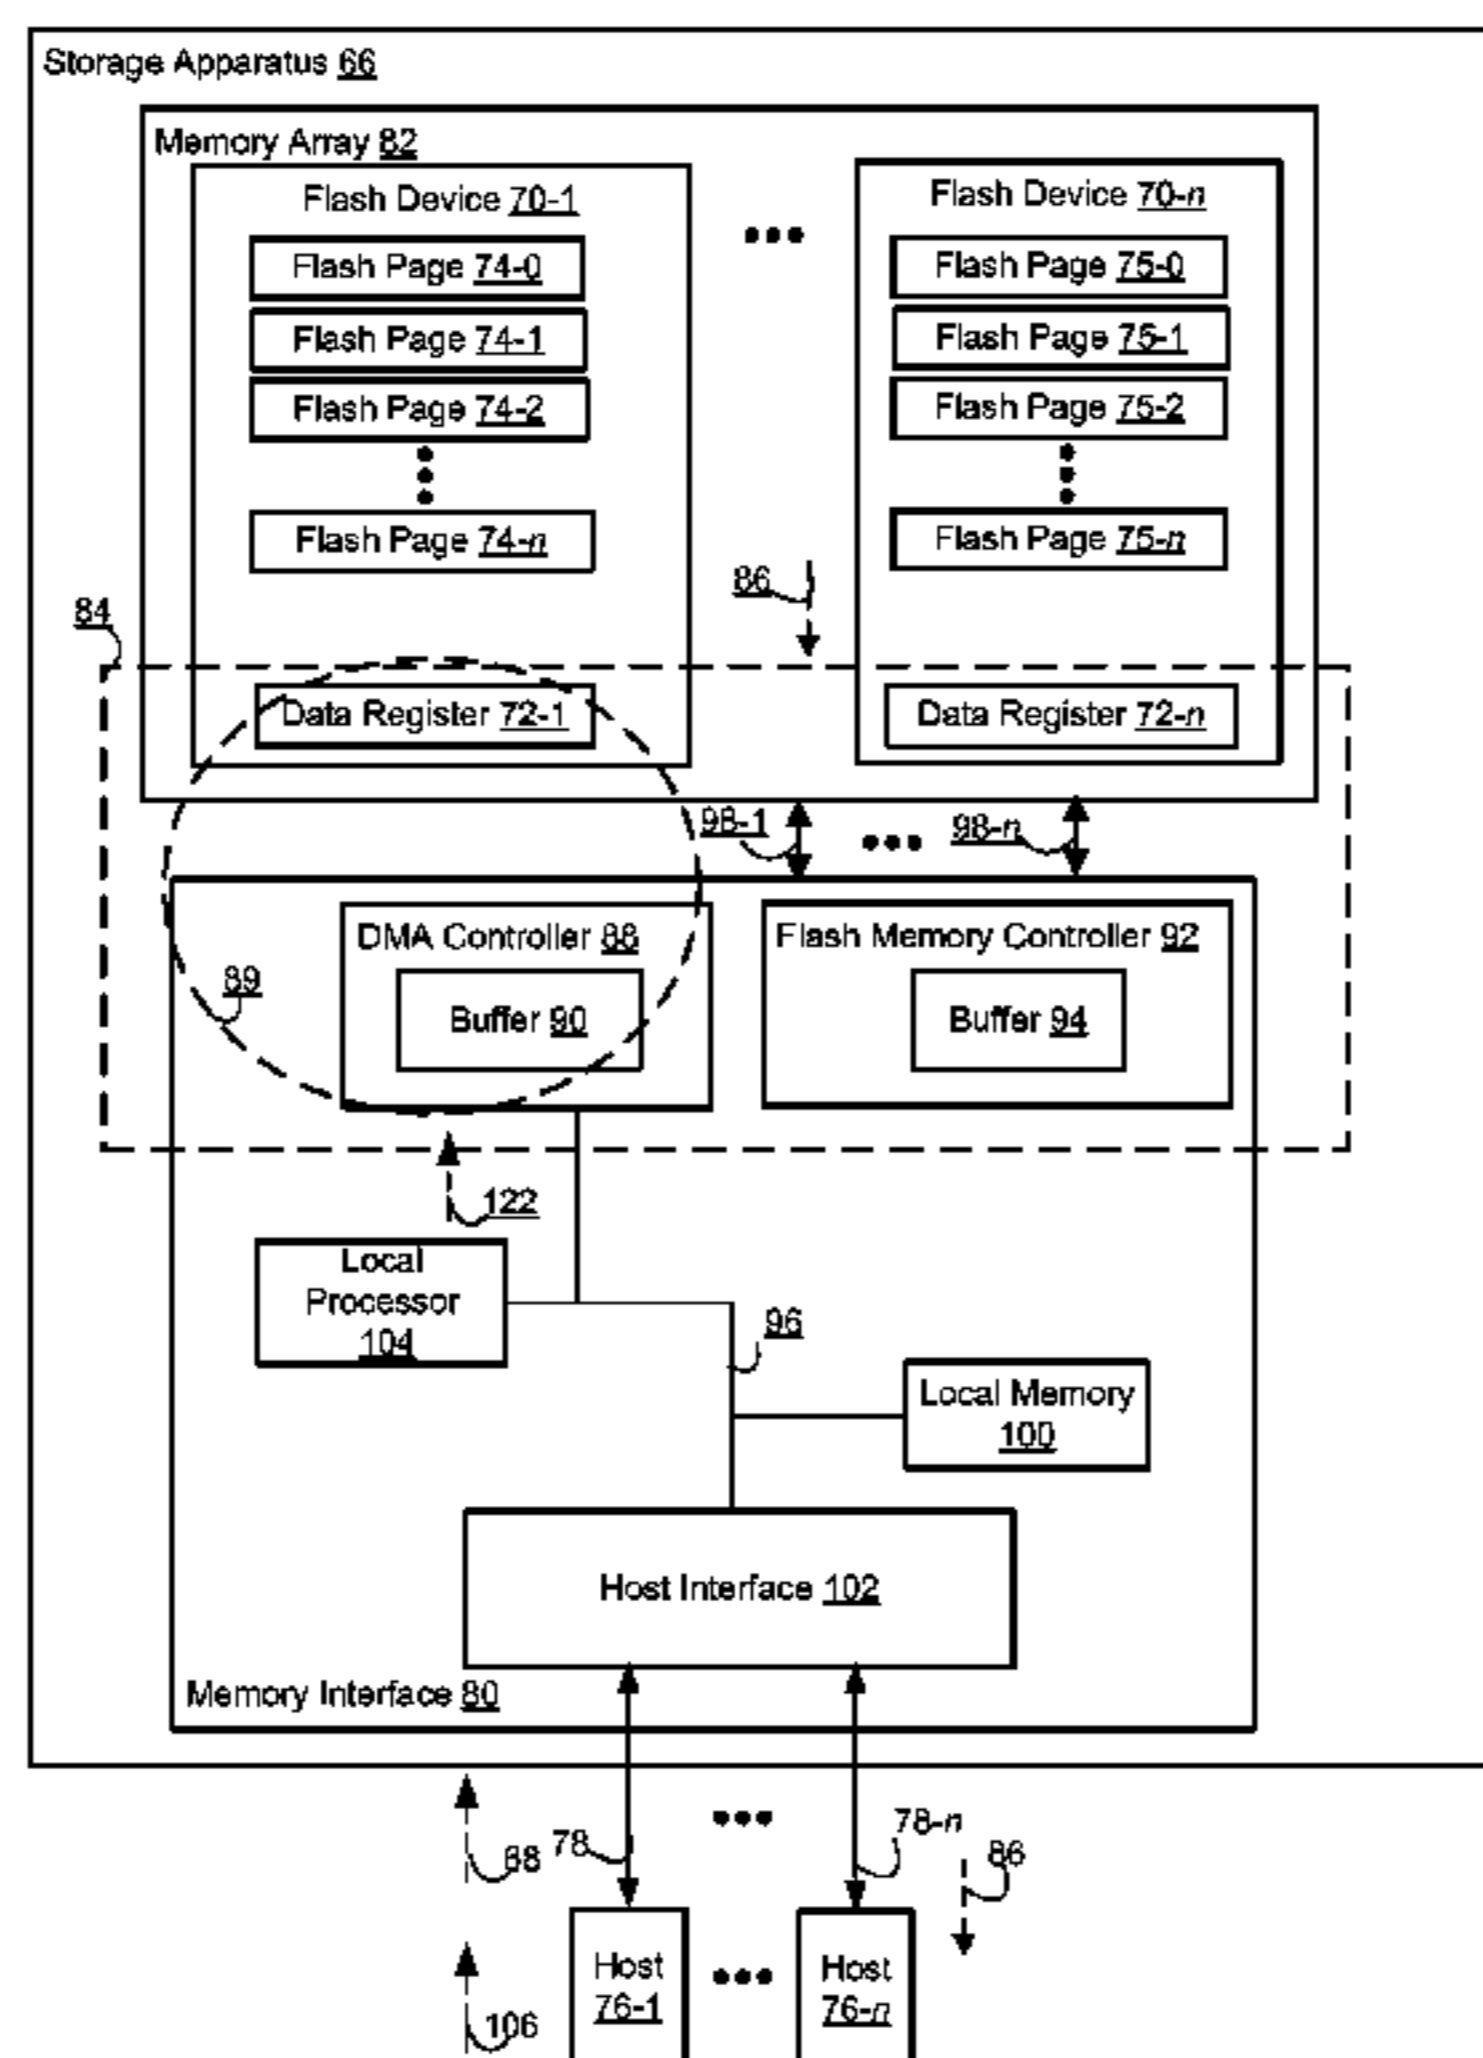 Storage Apparatus 66
Memory Array 82
Flash Device 70-1
Flash Page 74-0
Flash Page 74-1
Flash Page 74-2
Flash Page 74-n
Data Register 72-1
Flash Device 70-n
Flash Page 75-0
Flash Page 75-1
Flash Page 75-2
Flash Page 75-n
Data Register 72-n
86
84
98-1
98-n
DMA Controller 88
Buffer 90
Flash Memory Controller 92
Buffer 94
89
122
Local
Processor
104
96
Local Memory
100
Host Interface 102
Memory Interface 80
78
78-n
86
Host
76-1
Host
76-n
106